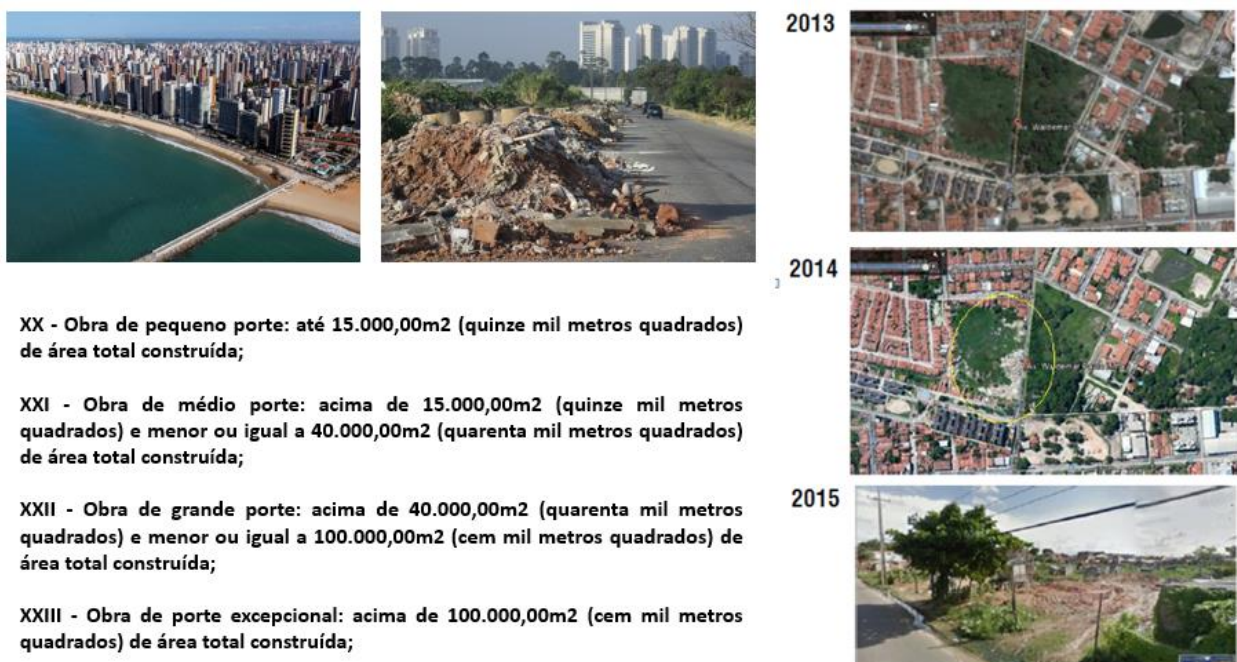 2013
2014
2015
XX - Obra de pequeno porte: até 15.000,00m2 (quinze mil metros quadrados)
de área total construída;
XXI - Obra de médio porte: acima de 15.000,00m2 (quinze mil metros
quadrados) e menor ou igual a 40.000,00m2 (quarenta mil metros quadrados)
de área total construída;
XXII - Obra de grande porte: acima de 40.000,00m2 (quarenta mil metros
quadrados) e menor ou igual a 100.000,00m2 (cem mil metros quadrados) de
área total construída;
XXIII - Obra de porte excepcional: acima de 100.000,00m2 (cem mil metros
quadrados) de área total construída;